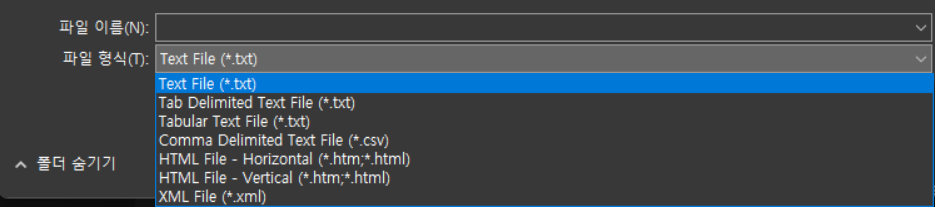 파일 이름(N):
파일 형식(T): Text File (*.txt)
Text File (*.txt)
Tab Delimited Text File (*.txt)
Tabular Text File (*.txt)
Comma Delimited Text File (*.csv)
HTML File - Horizontal (*.htm;*.html)
HTML File - Vertical (*.htm;*.html)
XML File (*.xml)
폴더 숨기기